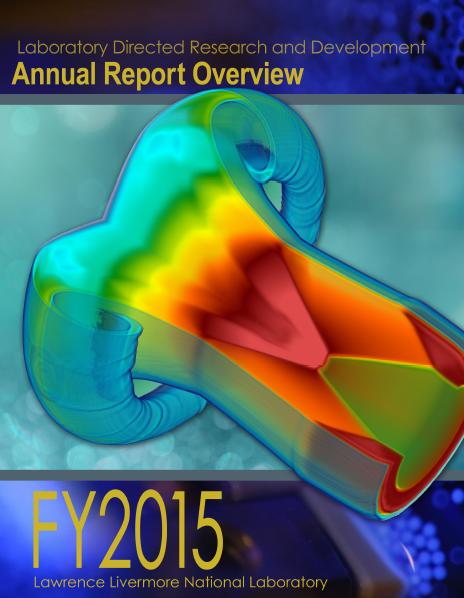 Laboratory Directed Research and Development
Annual Report Overview
FY2015
Lawrence Livermore National Laboratory